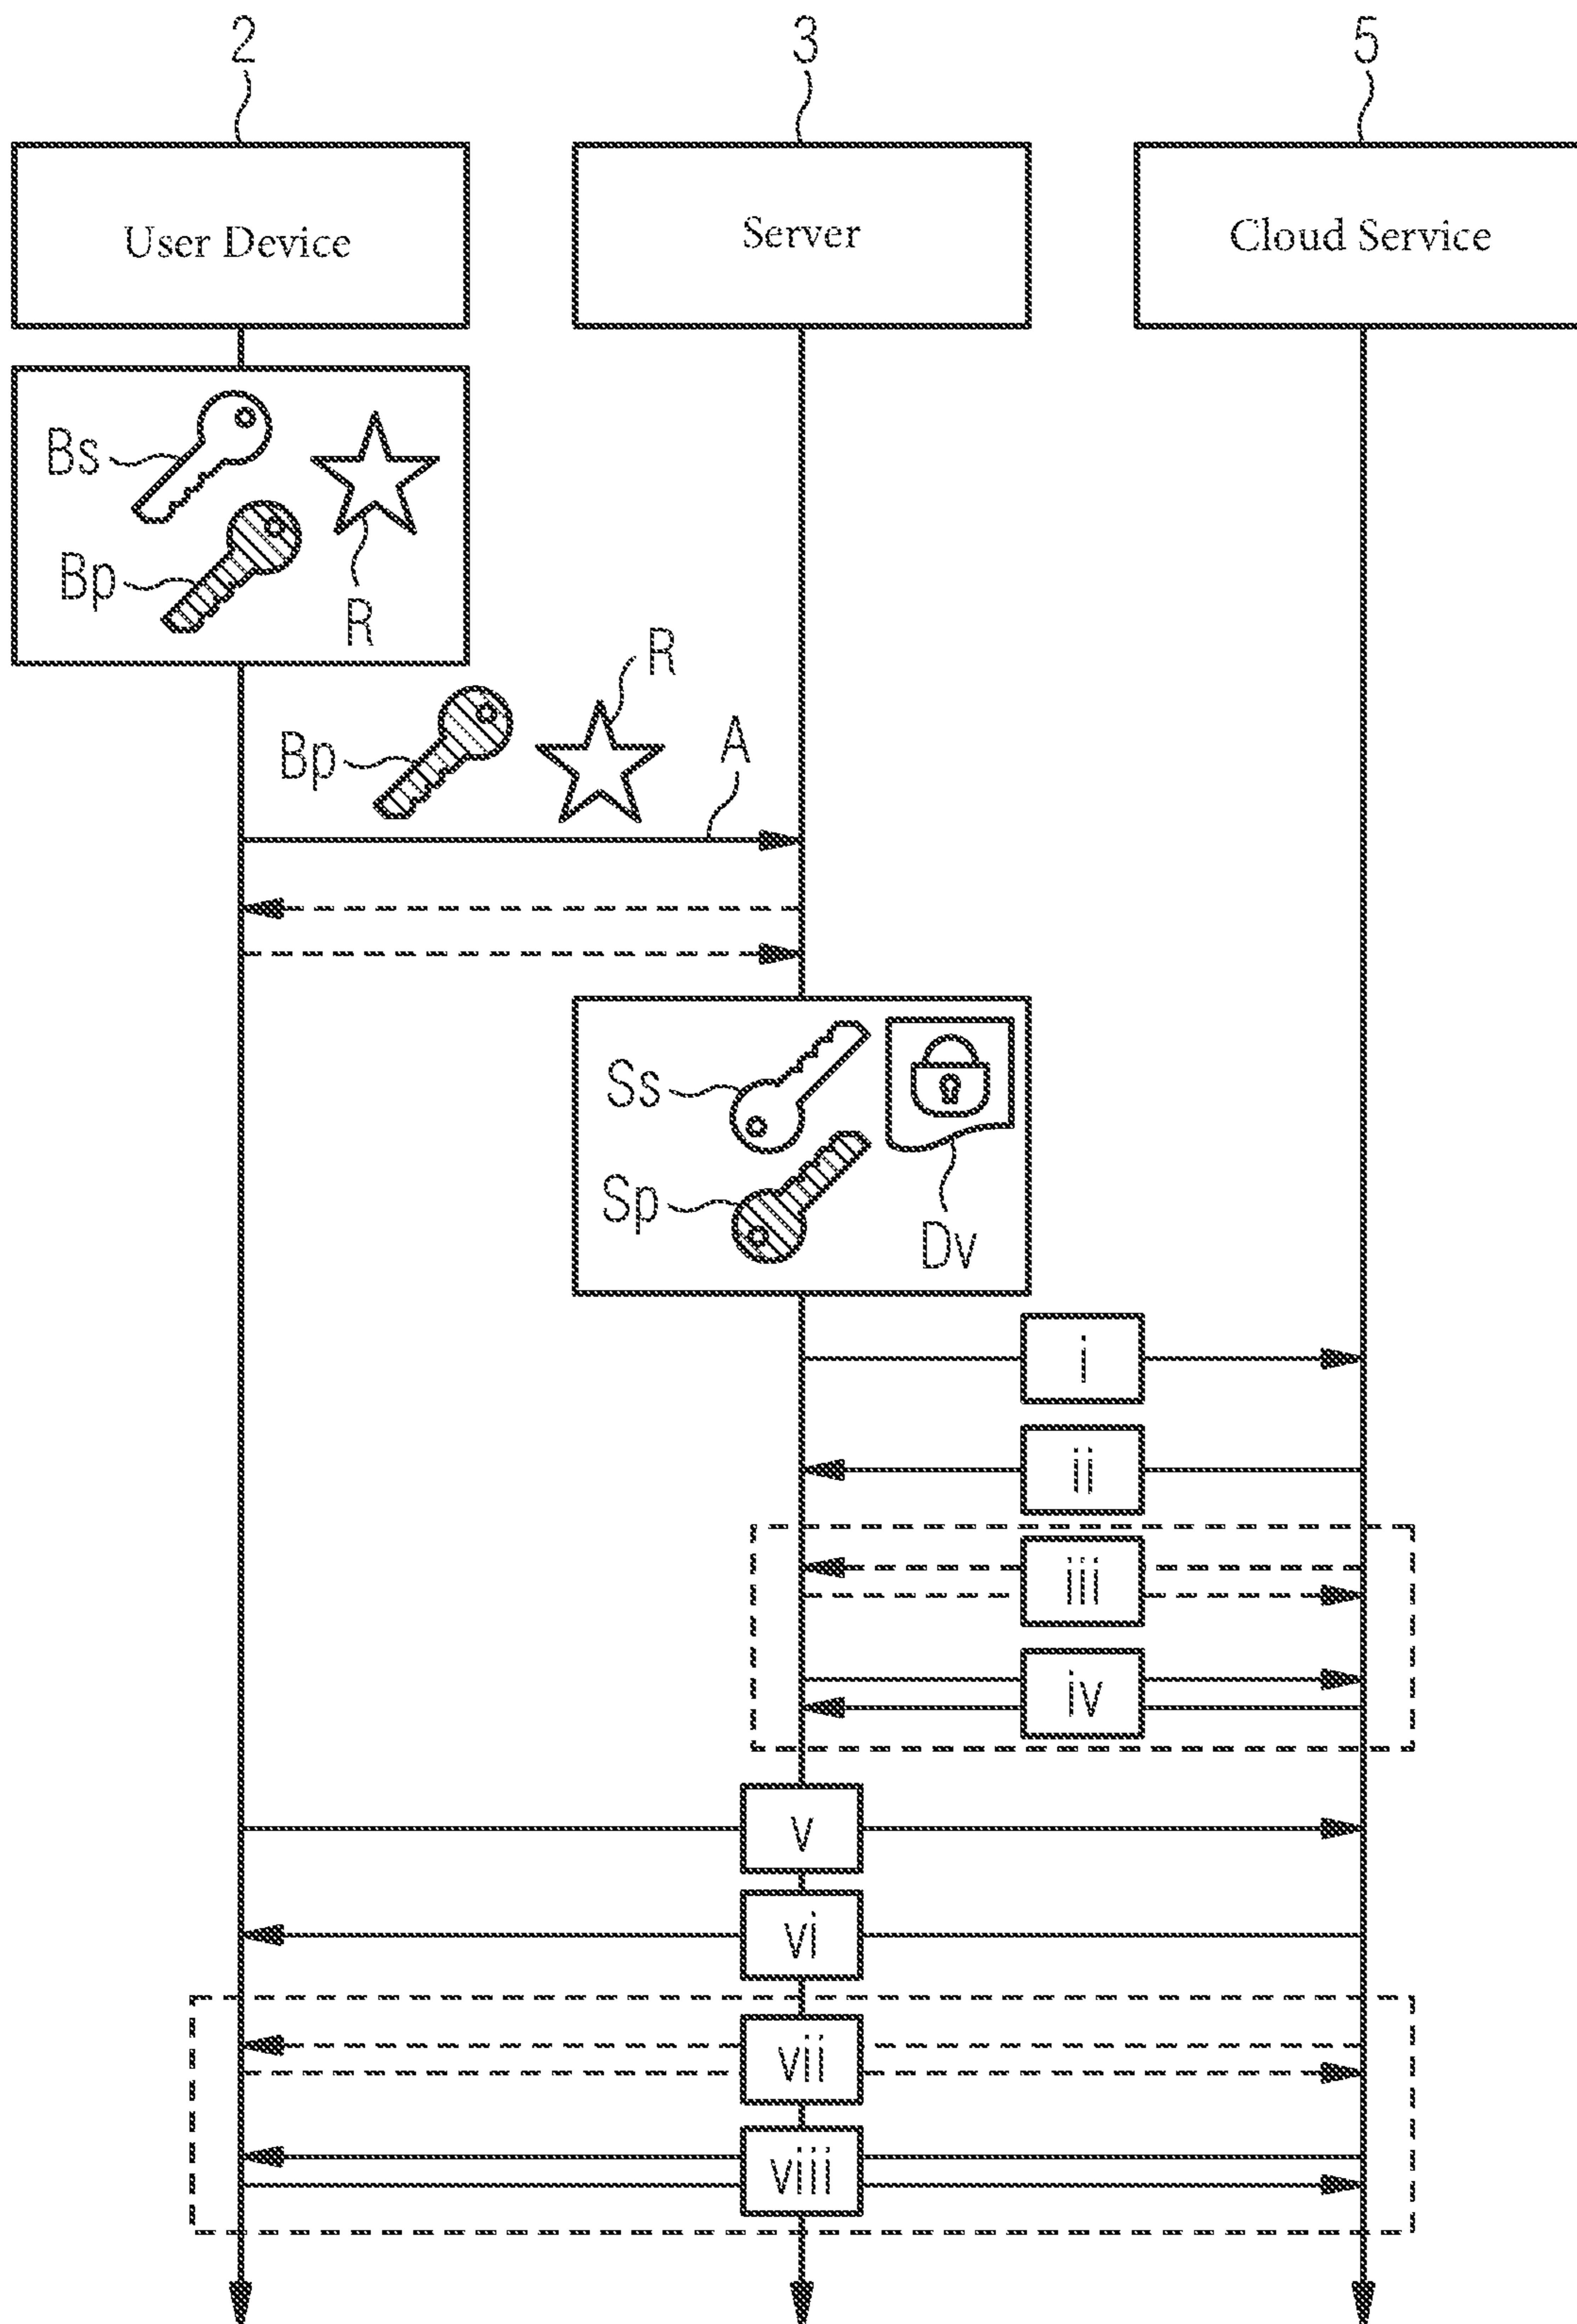 2
3
5
User Device
Server
Cloud Service
Bs
Bp
R
R
Bp
A
Ss
Sp
Dv
i
ii
iii
iv
v
vi
vii
viii